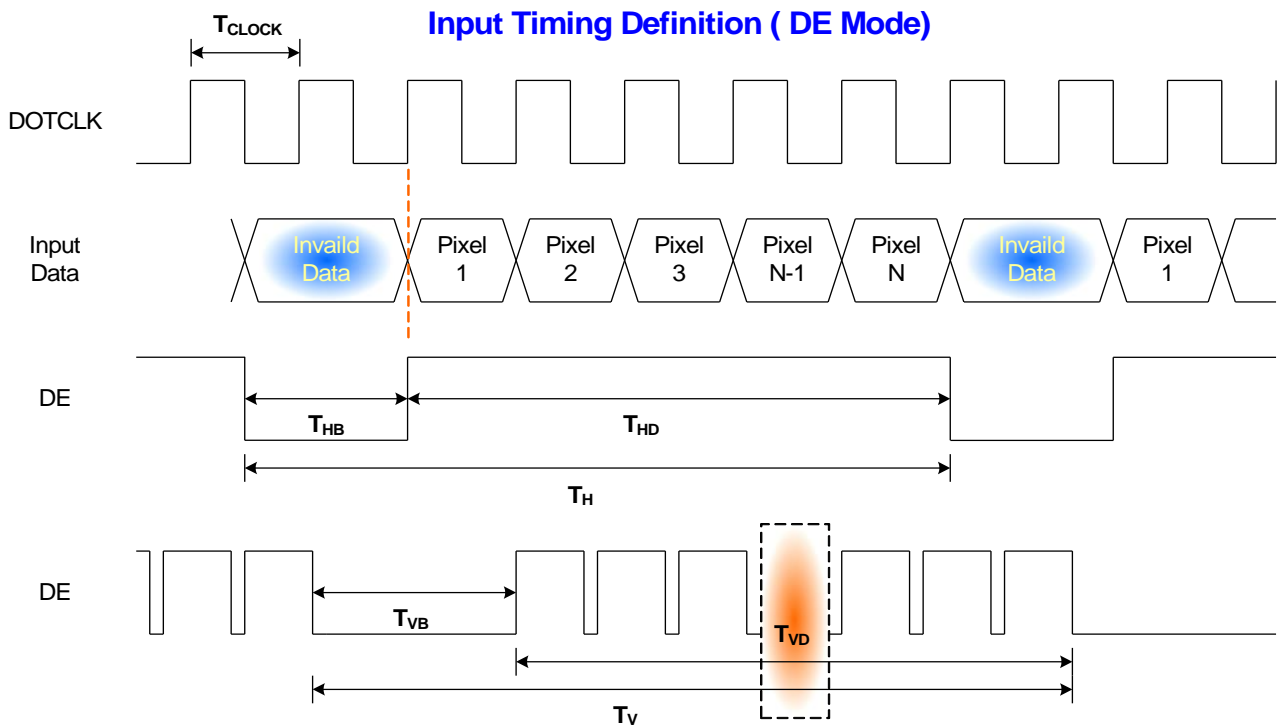 Input Timing Definition ( DE Mode)
TCLOCK
DOTCLK
Input
Data
Invaild
Data
Pixel
1
Pixel
2
Pixel
3
Pixel
N-1
Pixel
N
Invaild
Data
Pixel
1
DE
THB
THD
TH
DE
TVB
TVD
TV